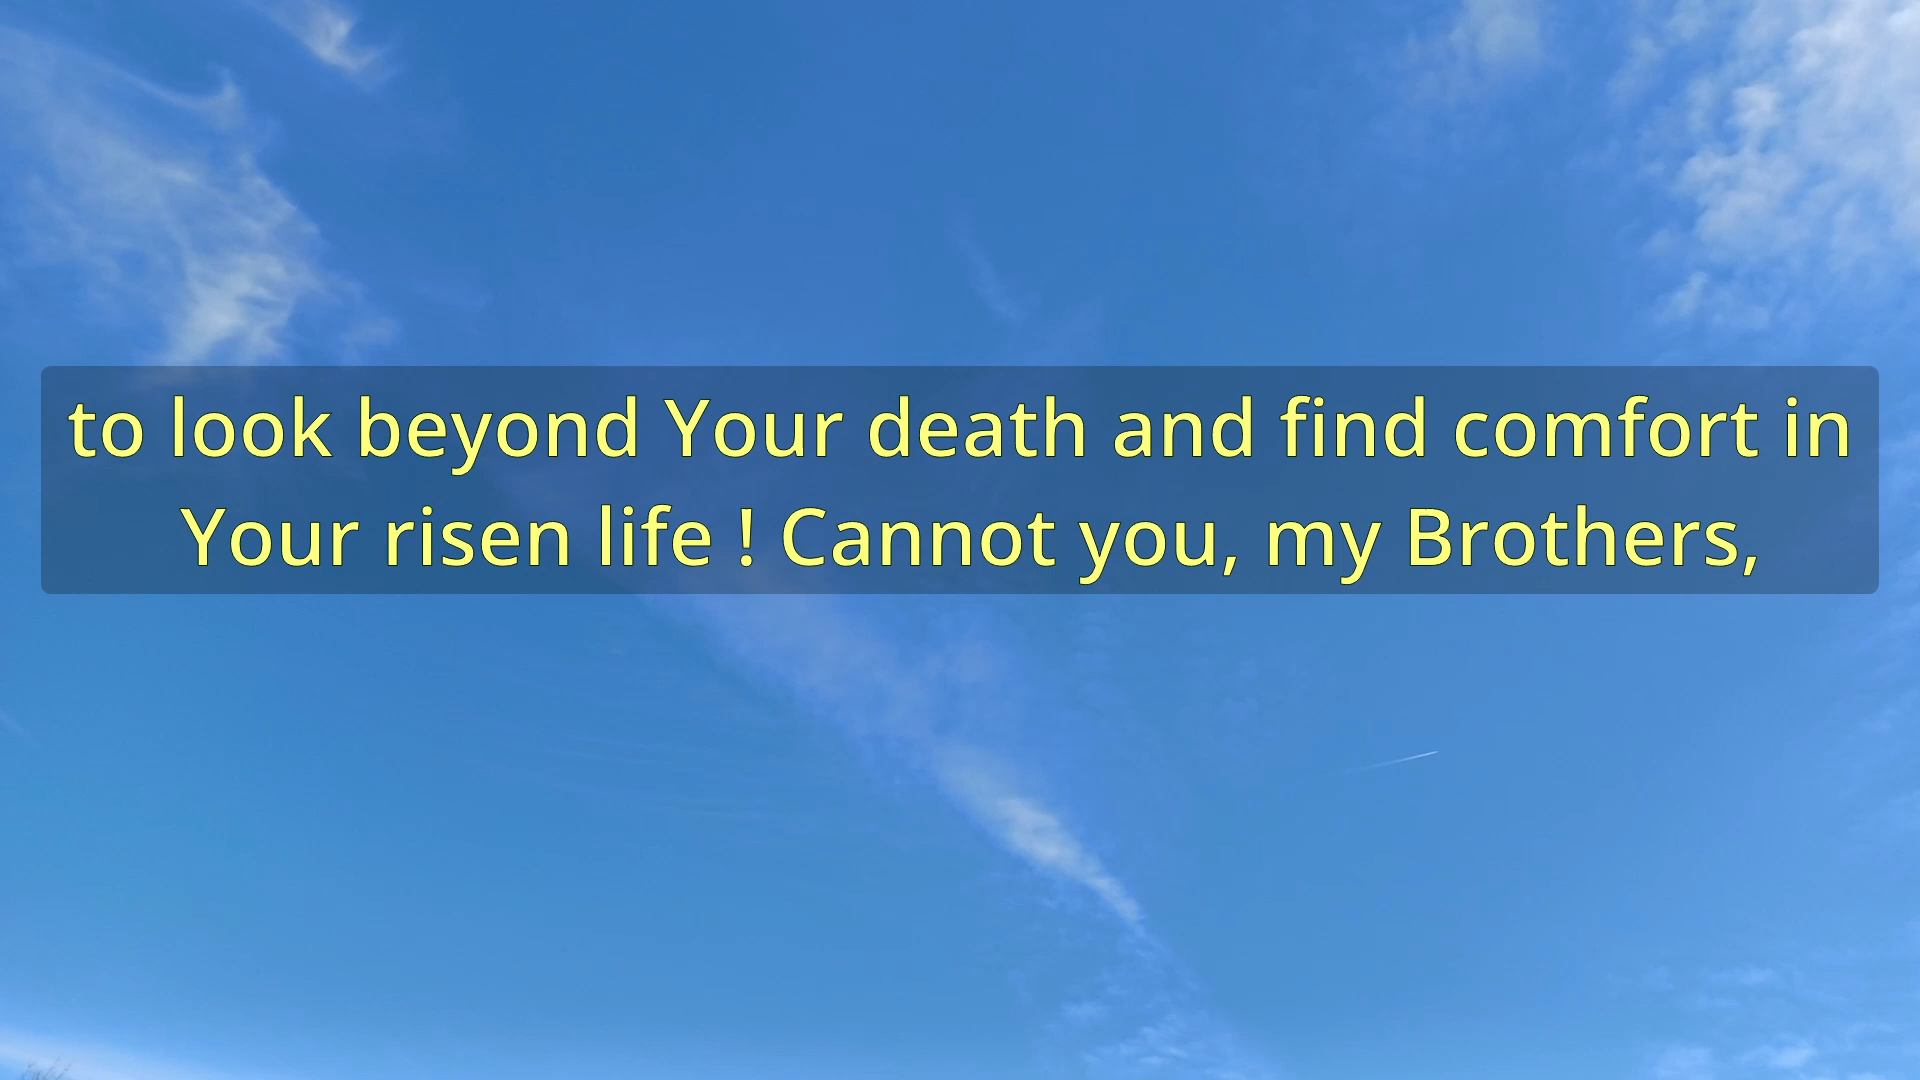 to look beyond Your death and find comfort in
Your risen life ! Cannot you, my Brothers,